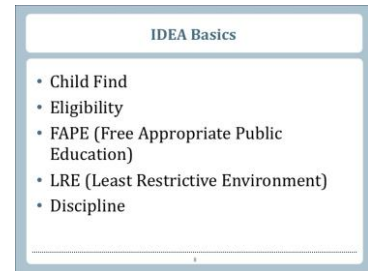 IDEA Basics
• Child Find
• Eligibility
• FAPE (Free Appropriate Public
Education)
• LRE (Least Restrictive Environment)
• Discipline